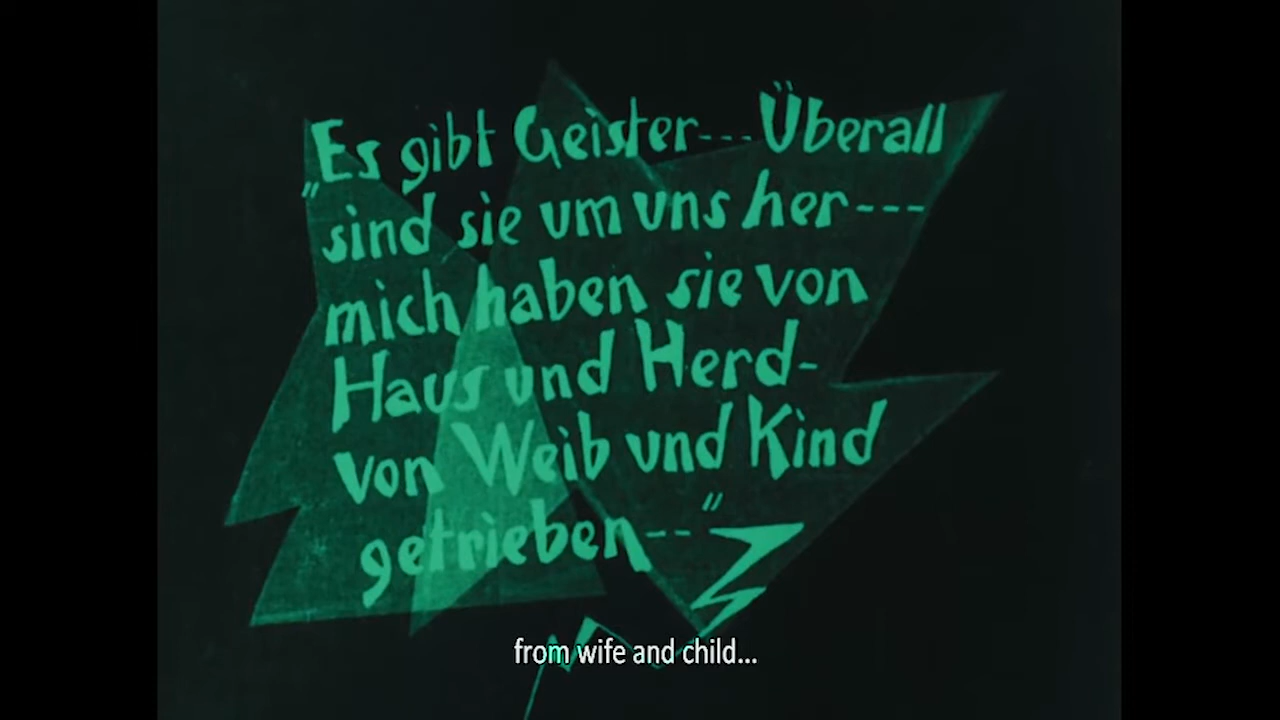 „Es gibt Geister--- Überall
sind sie um uns her---
mich haben sie von
Haus und Herd-
von Weib und Kind
getrieben--"
from wife and child...